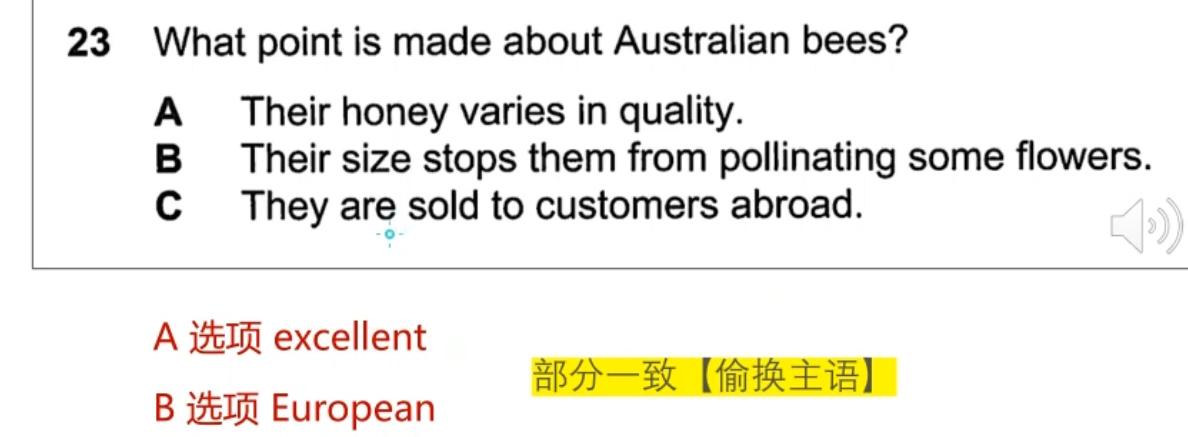 23 What point is made about Australian bees?
A Their honey varies in quality.
B Their size stops them from pollinating some flowers.
C They are sold to customers abroad.
A 选项 excellent
部分一致【偷换主语】
B 选项 European